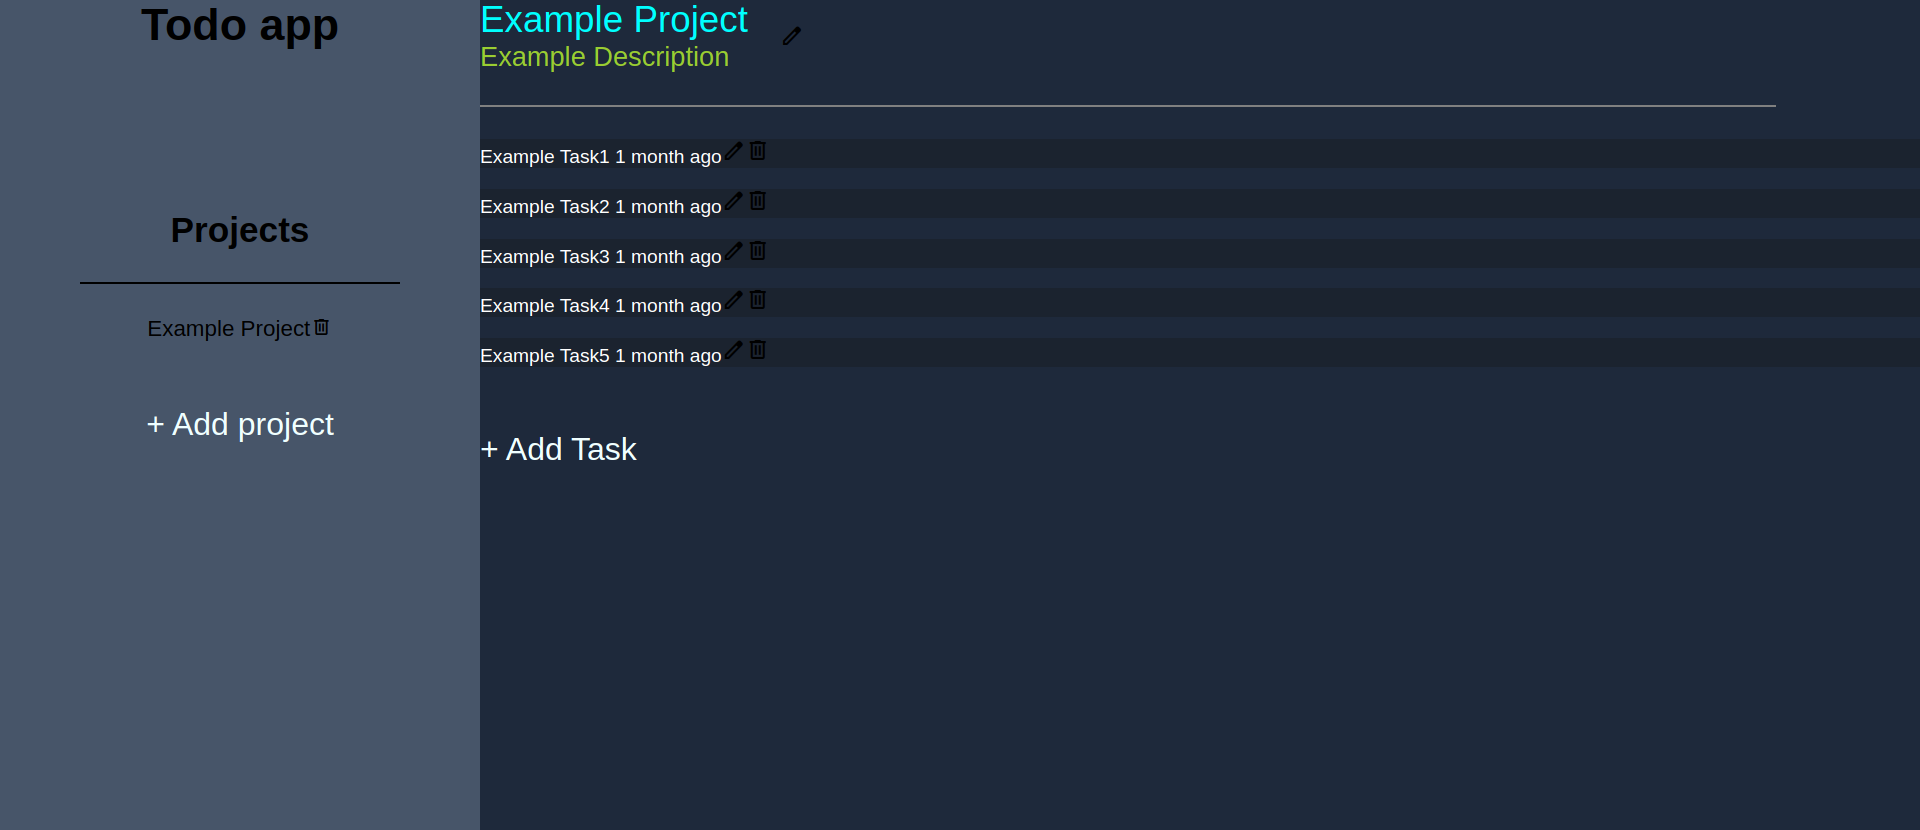 Todo app
Projects
Example Project
+ Add project
Example Project
Example Description
Example Task1 1 month ago
Example Task2 1 month ago
Example Task3 1 month ago
Example Task4 1 month ago
Example Task5 1 month ago
+ Add Task